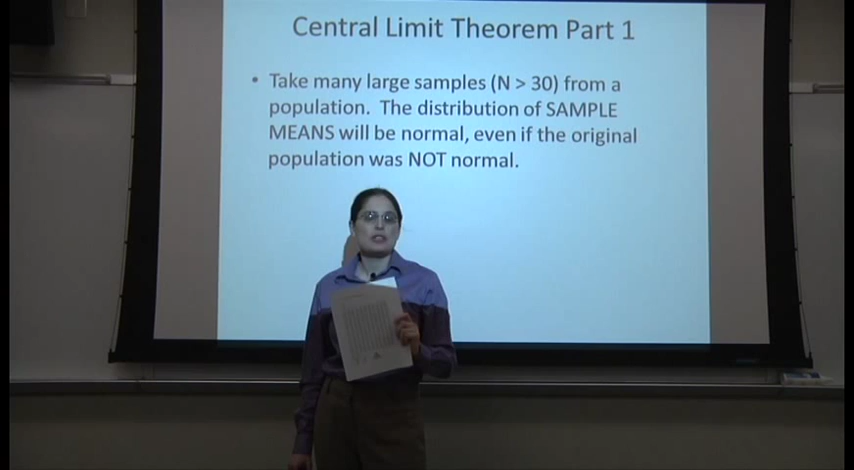 Central Limit Theorem Part 1
• Take many large samples (N > 30) from a
population. The distribution of SAMPLE
MEANS will be normal, even if the original
population was NOT normal.